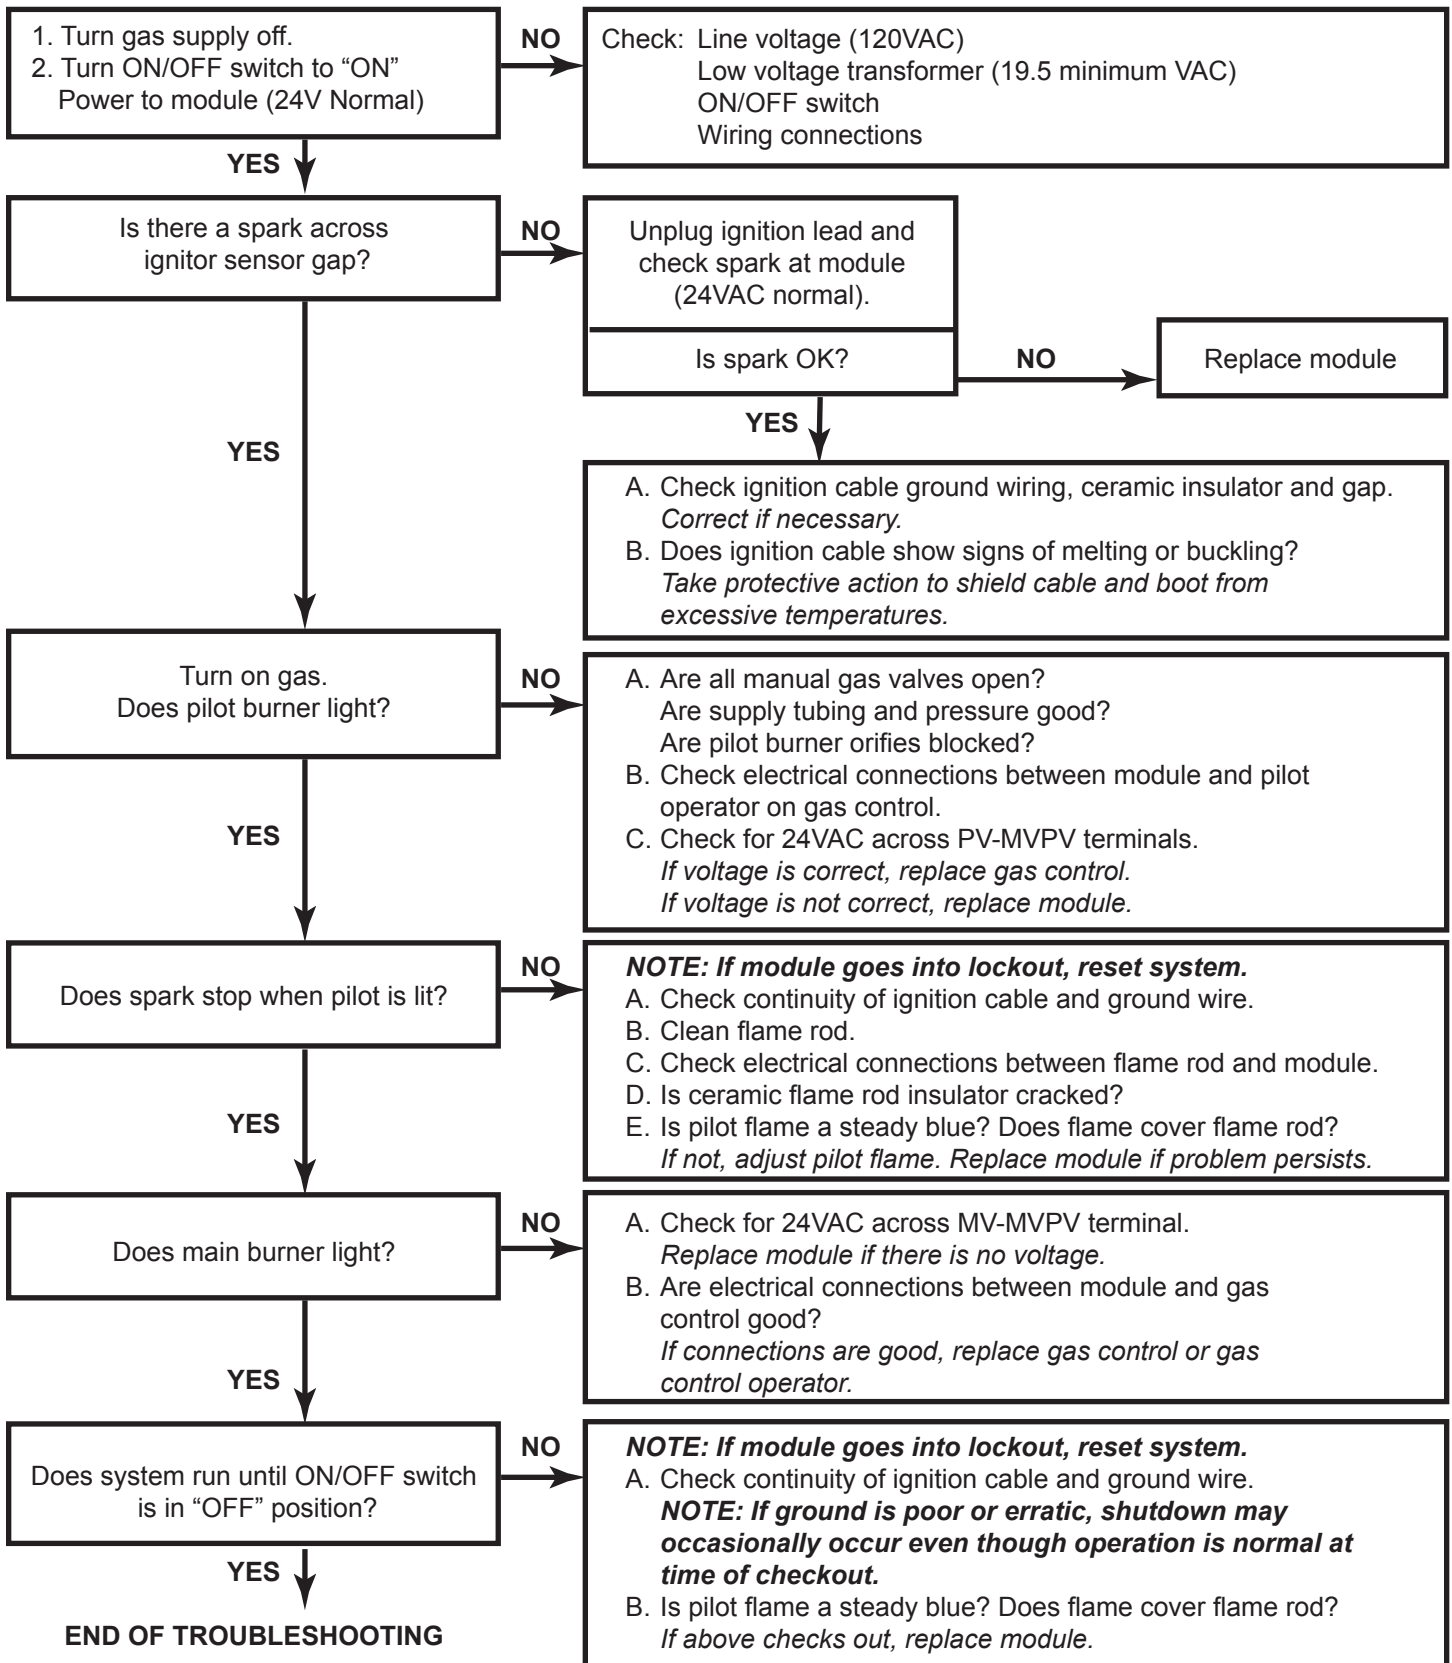 1. Turn gas supply off.
2. Turn ON/OFF switch to “ON”
Power to module (24V Normal)
NO
Check: Line voltage (120VAC)
Low voltage transformer (19.5 minimum VAC)
ON/OFF switch
Wiring connections
YES
Is there a spark across
ignitor sensor gap?
NO
Unplug ignition lead and
check spark at module
(24VAC normal).
Is spark OK?
NO
Replace module
YES
YES
A. Check ignition cable ground wiring, ceramic insulator and gap.
Correct if necessary.
B. Does ignition cable show signs of melting or buckling?
Take protective action to shield cable and boot from
excessive temperatures.
Turn on gas.
Does pilot burner light?
NO
A. Are all manual gas valves open?
Are supply tubing and pressure good?
Are pilot burner orifies blocked?
B. Check electrical connections between module and pilot
operator on gas control.
C. Check for 24VAC across PV-MVPV terminals.
If voltage is correct, replace gas control.
If voltage is not correct, replace module.
YES
Does spark stop when pilot is lit?
NO
NOTE: If module goes into lockout, reset system.
A. Check continuity of ignition cable and ground wire.
B. Clean flame rod.
C. Check electrical connections between flame rod and module.
D. Is ceramic flame rod insulator cracked?
E. Is pilot flame a steady blue? Does flame cover flame rod?
If not, adjust pilot flame. Replace module if problem persists.
YES
Does main burner light?
NO
A. Check for 24VAC across MV-MVPV terminal.
Replace module if there is no voltage.
B. Are electrical connections between module and gas
control good?
If connections are good, replace gas control or gas
control operator.
YES
Does system run until ON/OFF switch
is in “OFF” position?
NO
NOTE: If module goes into lockout, reset system.
A. Check continuity of ignition cable and ground wire.
NOTE: If ground is poor or erratic, shutdown may
occasionally occur even though operation is normal at
time of checkout.
B. Is pilot flame a steady blue? Does flame cover flame rod?
If above checks out, replace module.
YES
END OF TROUBLESHOOTING